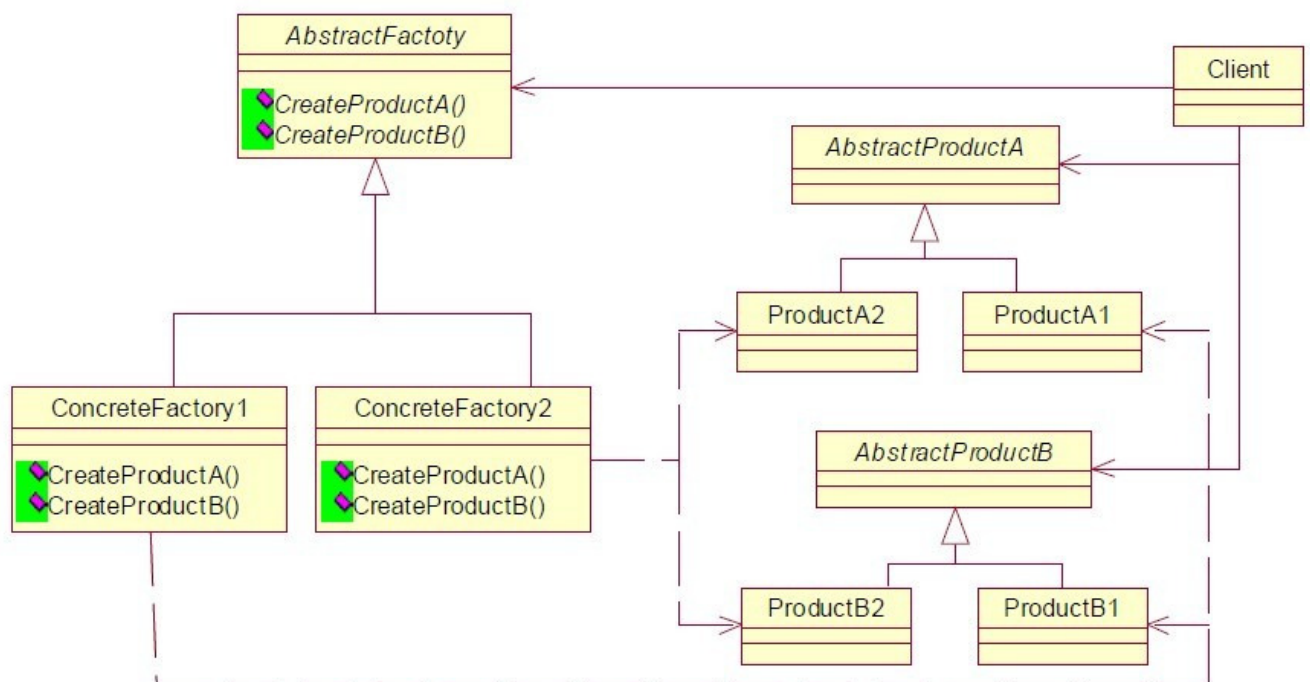 AbstractFactoty
CreateProductA()
CreateProductB()
Client
AbstractProductA
ProductA2
ProductA1
ConcreteFactory1
CreateProductA()
CreateProductB()
ConcreteFactory2
CreateProductA()
CreateProductB()
AbstractProductB
ProductB2
ProductB1